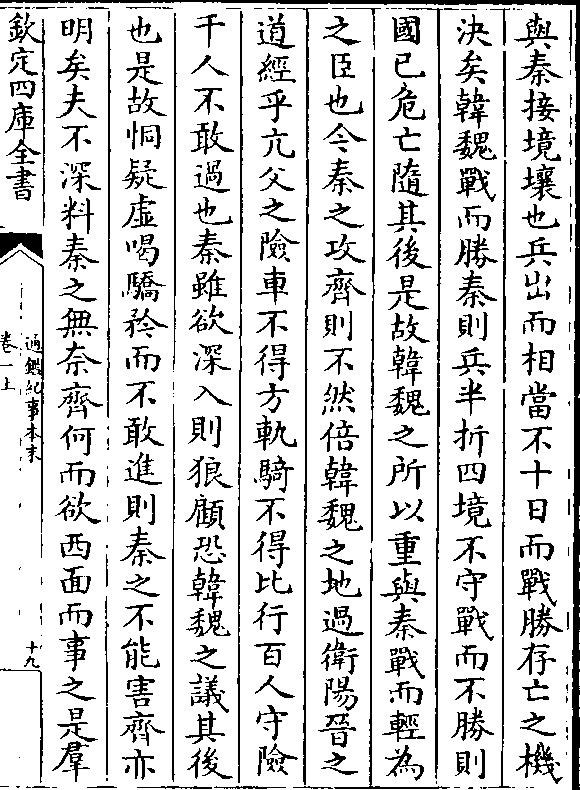 與秦接境壤也兵出而相當不十日而戰勝存亡之機
決矣韓魏戰而勝秦則兵半折四境不守戰而不勝則
國已危亡隨其後是故韓魏之所以重與秦戰而輕為
之臣也今秦之攻齊則不然倍韓魏之地過衛陽晉之
道經乎亢父之險車不得方軌騎不得比行百人守險
千人不敢過也秦雖欲深入則狼顧恐韓魏之議其後
也是故恫疑虛喝驕矜而不敢進則秦之不能害齊亦
明矣夫不深料秦之無奈齊何而欲西面而事之是羣
欽定四庫全書
通鑑紀事本末
卷一上
十九